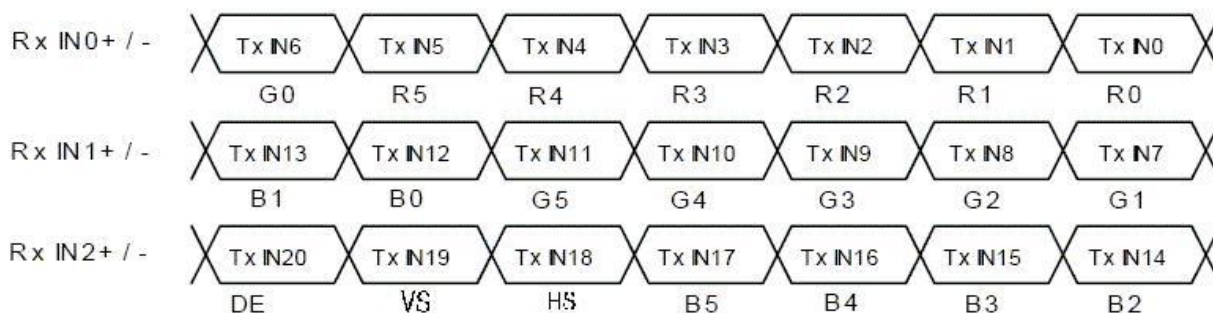 Rx IN0+ / - Tx IN6 Tx IN5 Tx IN4 Tx IN3 Tx IN2 Tx IN1 Tx IN0
G0 R5 R4 R3 R2 R1 R0
Rx IN1+ / - Tx IN13 Tx IN12 Tx IN11 Tx IN10 Tx IN9 Tx IN8 Tx IN7
B1 B0 G5 G4 G3 G2 G1
Rx IN2+ / - Tx IN20 Tx IN19 Tx IN18 Tx IN17 Tx IN16 Tx IN15 Tx IN14
DE VS HS B5 B4 B3 B2